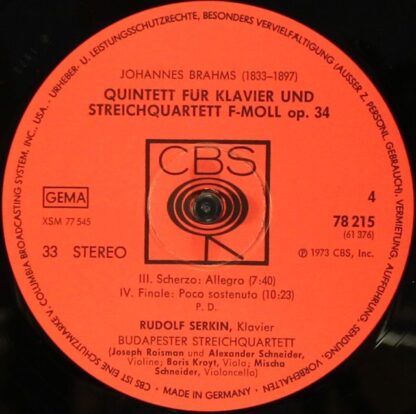 URHEBER- U. LEISTUNGSSCHUTZRECHTE, BESONDERS VERVIELFÄLTIGUNG (AUSSER Z. PERSÖNL. GEBRAUCH), VERMIETUNG, AUFFÜHRUNG, SENDUNG, VORBEHALTEN
JOHANNES BRAHMS (1833–1897)
QUINTETT FÜR KLAVIER UND
STREICHQUARTETT F-MOLL op. 34
CBS
GEMA
XSM 77 545
33 STEREO
4
78 215
(61 376)
℗ 1973 CBS, Inc.
III. Scherzo: Allegro (7:40)
IV. Finale: Poco sostenuto (10:23)
P. D.
RUDOLF SERKIN, Klavier
BUDAPESTER STREICHQUARTETT
(Joseph Roisman und Alexander Schneider,
Violine; Boris Kroyt, Viola; Mischa
Schneider, Violoncello)
CBS IST EINE SCHUTZMARKE V. COLUMBIA BROADCASTING SYSTEM, INC., USA.
MADE IN GERMANY